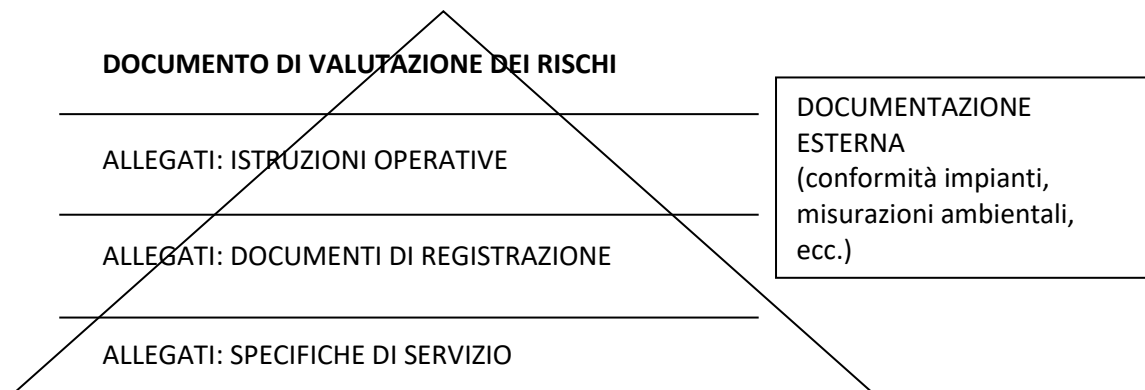 DOCUMENTO DI VALUTAZIONE DEI RISCHI
ALLEGATI: ISTRUZIONI OPERATIVE
ALLEGATI: DOCUMENTI DI REGISTRAZIONE
ALLEGATI: SPECIFICHE DI SERVIZIO
DOCUMENTAZIONE
ESTERNA
(conformità impianti,
misurazioni ambientali,
ecc.)